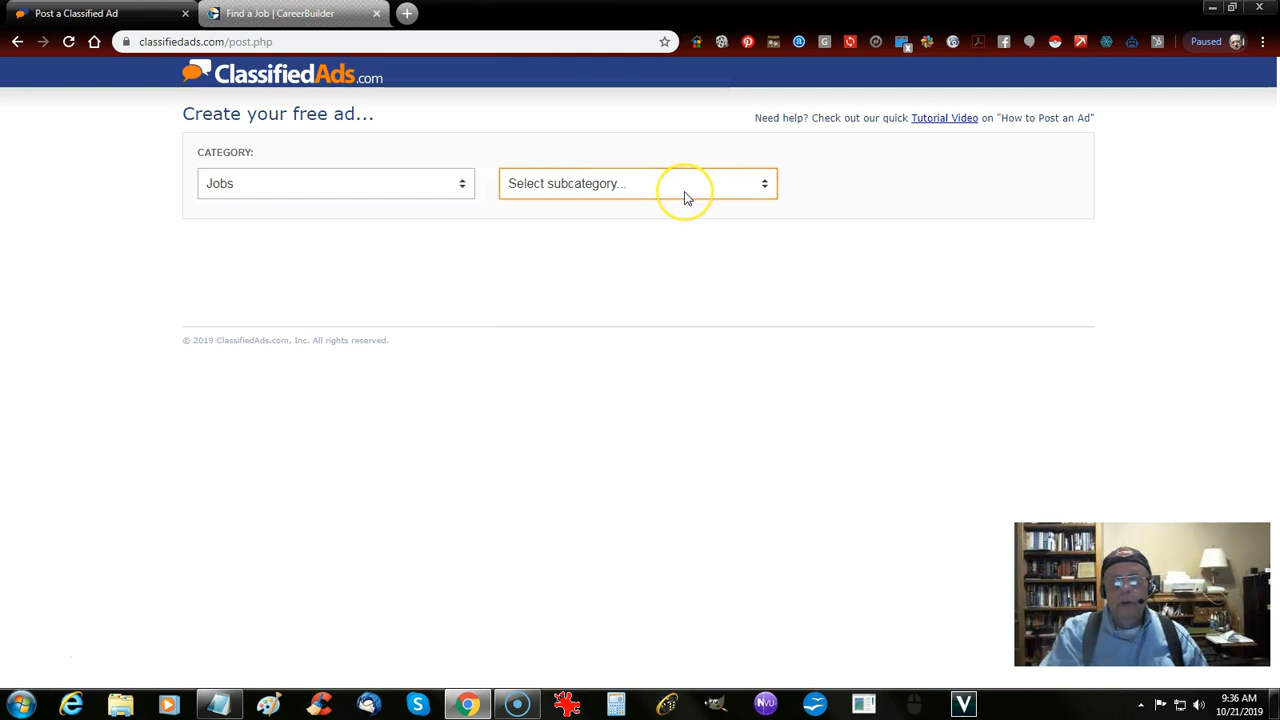 Post a Classified Ad
Find a Job | CareerBuilder
classifiedads.com/post.php
Paused
ClassifiedAds.com
Create your free ad...
Need help? Check out our quick Tutorial Video on "How to Post an Ad"
CATEGORY:
Jobs
Select subcategory...
© 2019 ClassifiedAds.com, Inc. All rights reserved.
9:36 AM
10/21/2019